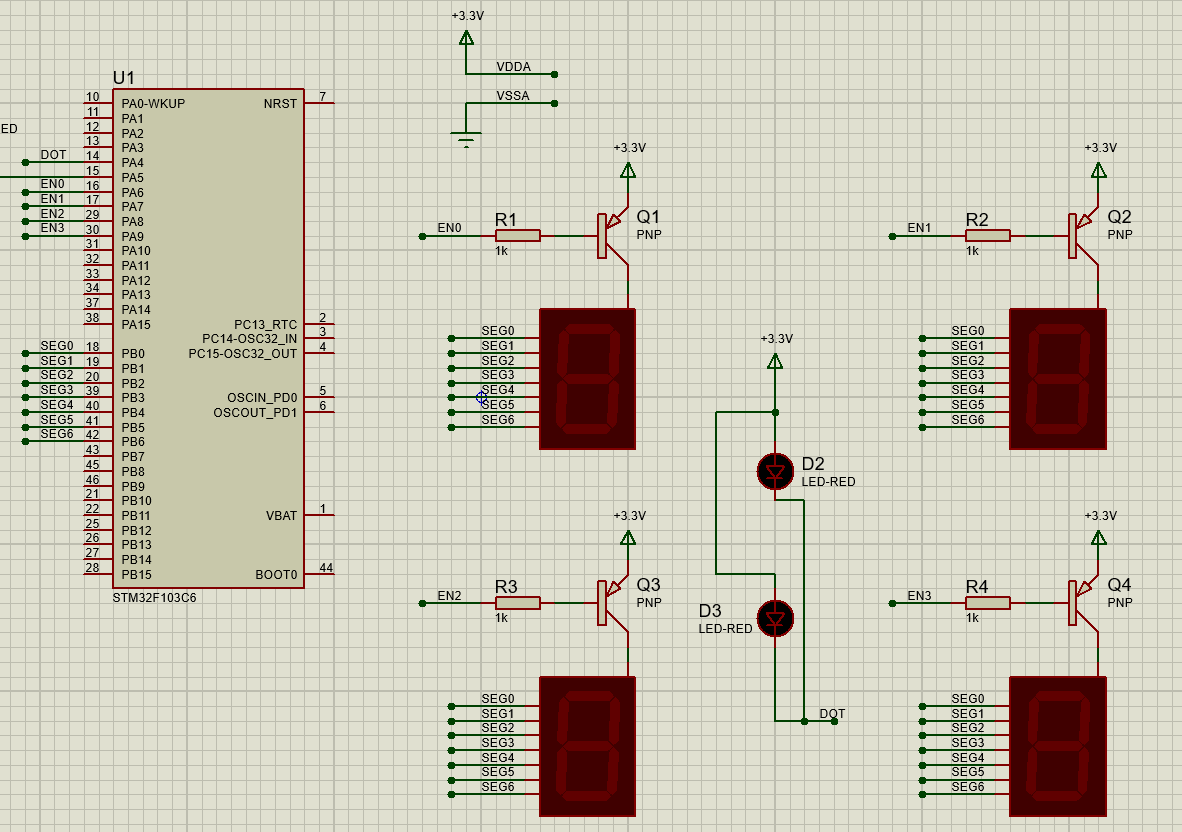 +3.3V
VDDA
VSSA
U1
10 PA0-WKUP NRST 7
11 PA1
ED
12 PA2
13 PA3
DOT 14 PA4
15 PA5
EN0 16 PA6
EN1 17 PA7
EN2 29 PA8
EN3 30 PA9
31 PA10
32 PA11
33 PA12
34 PA13
37 PA14
38 PA15
PC13_RTC 2
PC14-OSC32_IN 3
PC15-OSC32_OUT 4
SEG0 18 PB0
SEG1 19 PB1
SEG2 20 PB2
SEG3 39 PB3
SEG4 40 PB4
SEG5 41 PB5
SEG6 42 PB6
OSCIN_PD0 5
OSCOUT_PD1 6
43 PB7
45 PB8
46 PB9
21 PB10
22 PB11
25 PB12
26 PB13
27 PB14
28 PB15
VBAT 1
BOOT0 44
STM32F103C6
+3.3V
EN0
R1
1k
Q1
PNP
SEG0
SEG1
SEG2
SEG3
SEG4
SEG5
SEG6
+3.3V
EN1
R2
1k
Q2
PNP
SEG0
SEG1
SEG2
SEG3
SEG4
SEG5
SEG6
+3.3V
D2
LED-RED
D3
LED-RED
DOT
+3.3V
EN2
R3
1k
Q3
PNP
SEG0
SEG1
SEG2
SEG3
SEG4
SEG5
SEG6
+3.3V
EN3
R4
1k
Q4
PNP
SEG0
SEG1
SEG2
SEG3
SEG4
SEG5
SEG6